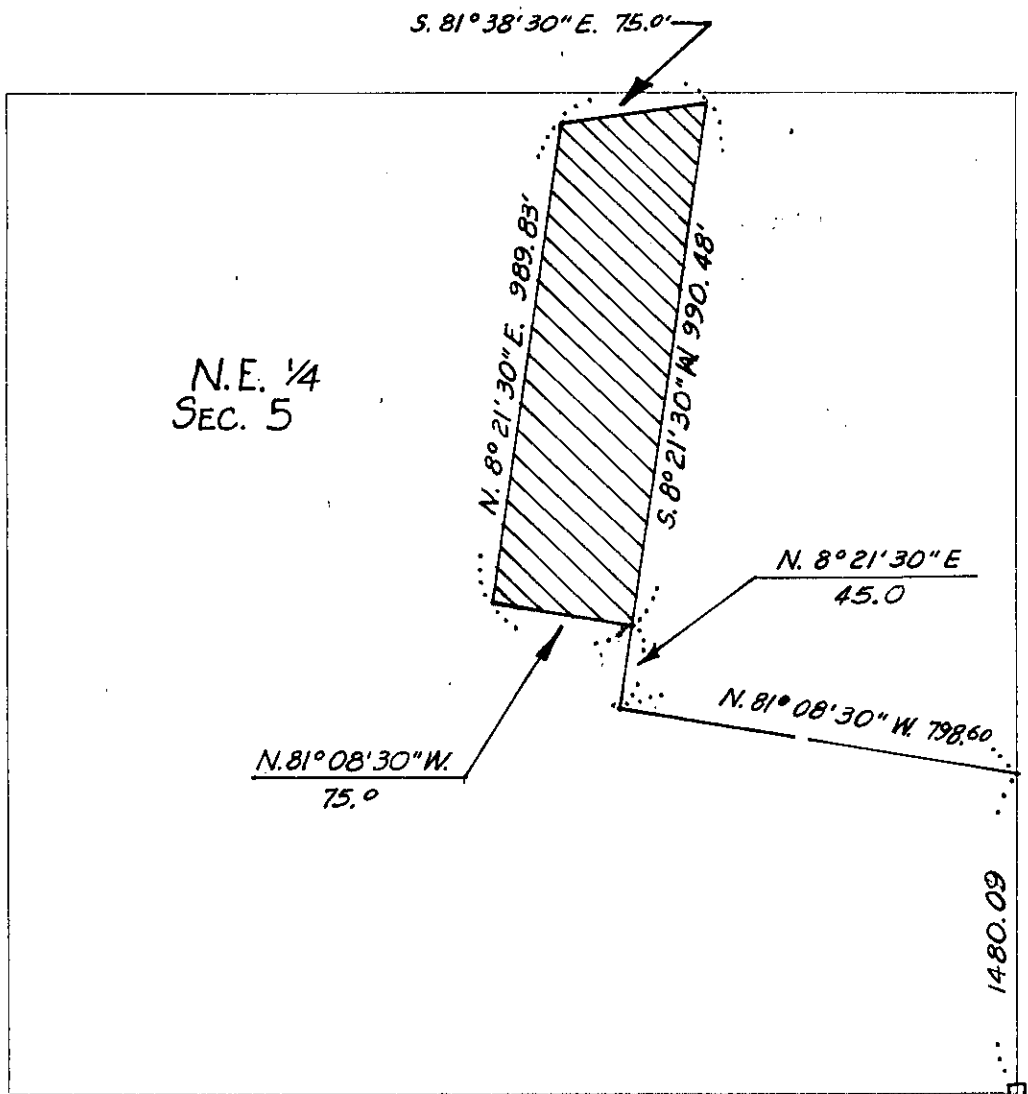 S. 81° 38' 30" E. 75.0'
N. 8° 21' 30" E. 989.83'
S. 8° 21' 30" W. 990.48'
N.E. 1/4
SEC. 5
N. 8° 21' 30" E
45.0
N. 81° 08' 30" W. 798.60
N. 81° 08' 30" W.
75.0
1480.09